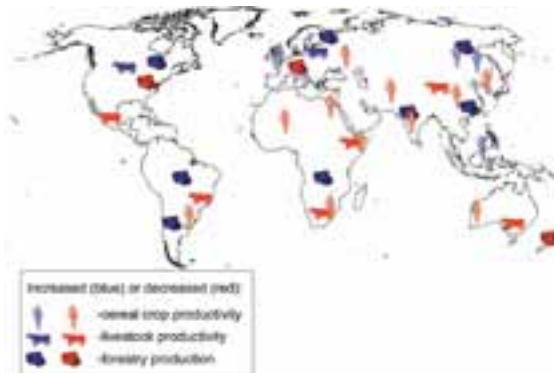 Increased (blue) or decreased (red):
-cereal crop productivity
-livestock productivity
-forestry production